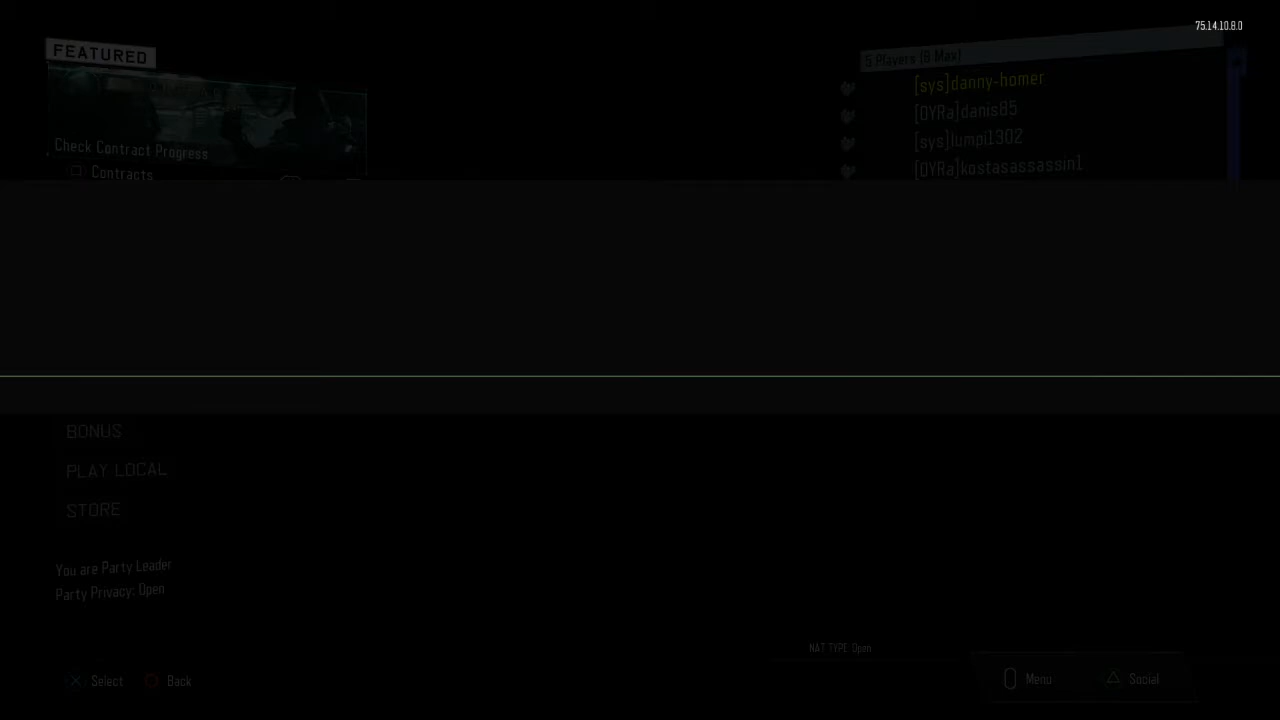 75.14.10.8.0
FEATURED
5 Players (8 Max)
[sys]danny-homer
[OYRa]danis85
[sys]lumpi1302
[OYRa]kostasassassin1
Check Contract Progress
Contracts
BONUS
PLAY LOCAL
STORE
You are Party Leader
Party Privacy: Open
NAT TYPE: Open
Select
Back
Menu
Social